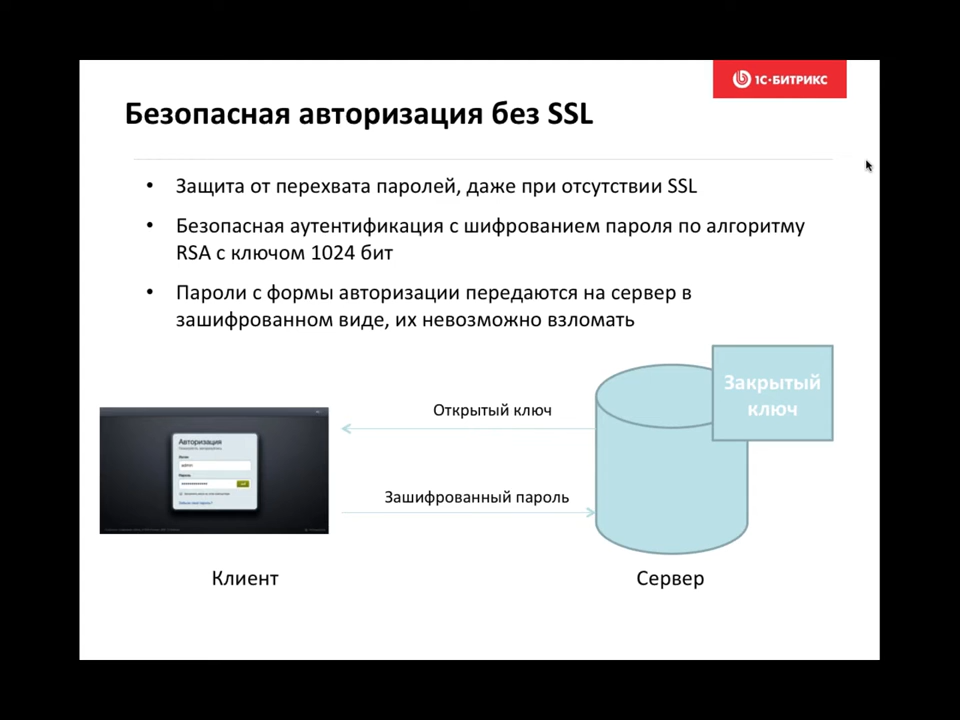 1С-БИТРИКС
Безопасная авторизация без SSL
• Защита от перехвата паролей, даже при отсутствии SSL
• Безопасная аутентификация с шифрованием пароля по алгоритму
RSA с ключом 1024 бит
• Пароли с формы авторизации передаются на сервер в
зашифрованном виде, их невозможно взломать
Закрытый
ключ
Открытый ключ
Авторизация
admin
Зашифрованный пароль
Клиент
Сервер